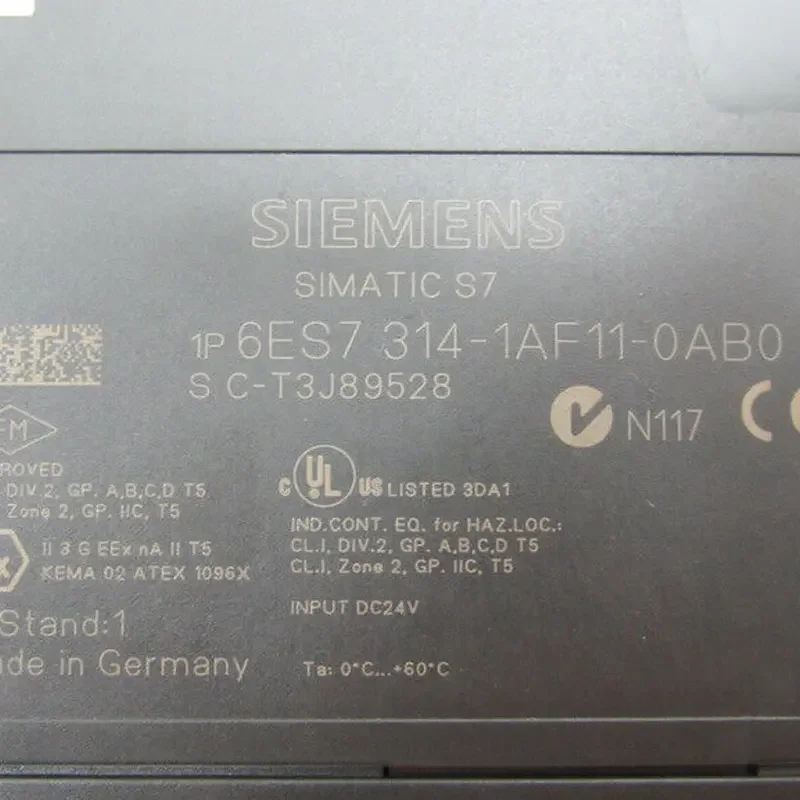 SIEMENS
SIMATIC S7
1P 6ES7 314-1AF11-0AB0
S C-T3J89528
N117
FM
ROVED
DIV.2, GP. A,B,C,D T5
Zone 2, GP. IIC, T5
II 3 G EEx nA II T5
KEMA 02 ATEX 1096X
Stand:1
de in Germany
c UL US LISTED 3DA1
IND.CONT. EQ. for HAZ.LOC.:
CL.I, DIV.2, GP. A,B,C,D T5
CL.I, Zone 2, GP. IIC, T5
INPUT DC24V
Ta: 0°C...+60°C